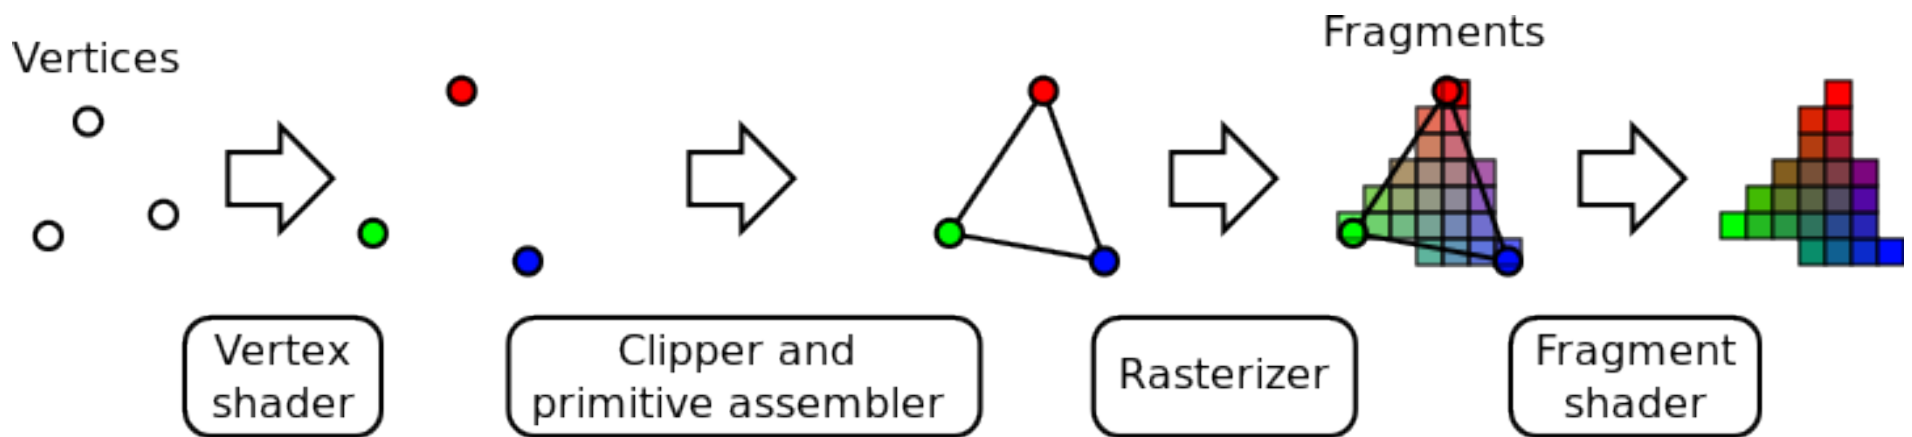 Vertices
Fragments
Vertex
shader
Clipper and
primitive assembler
Rasterizer
Fragment
shader